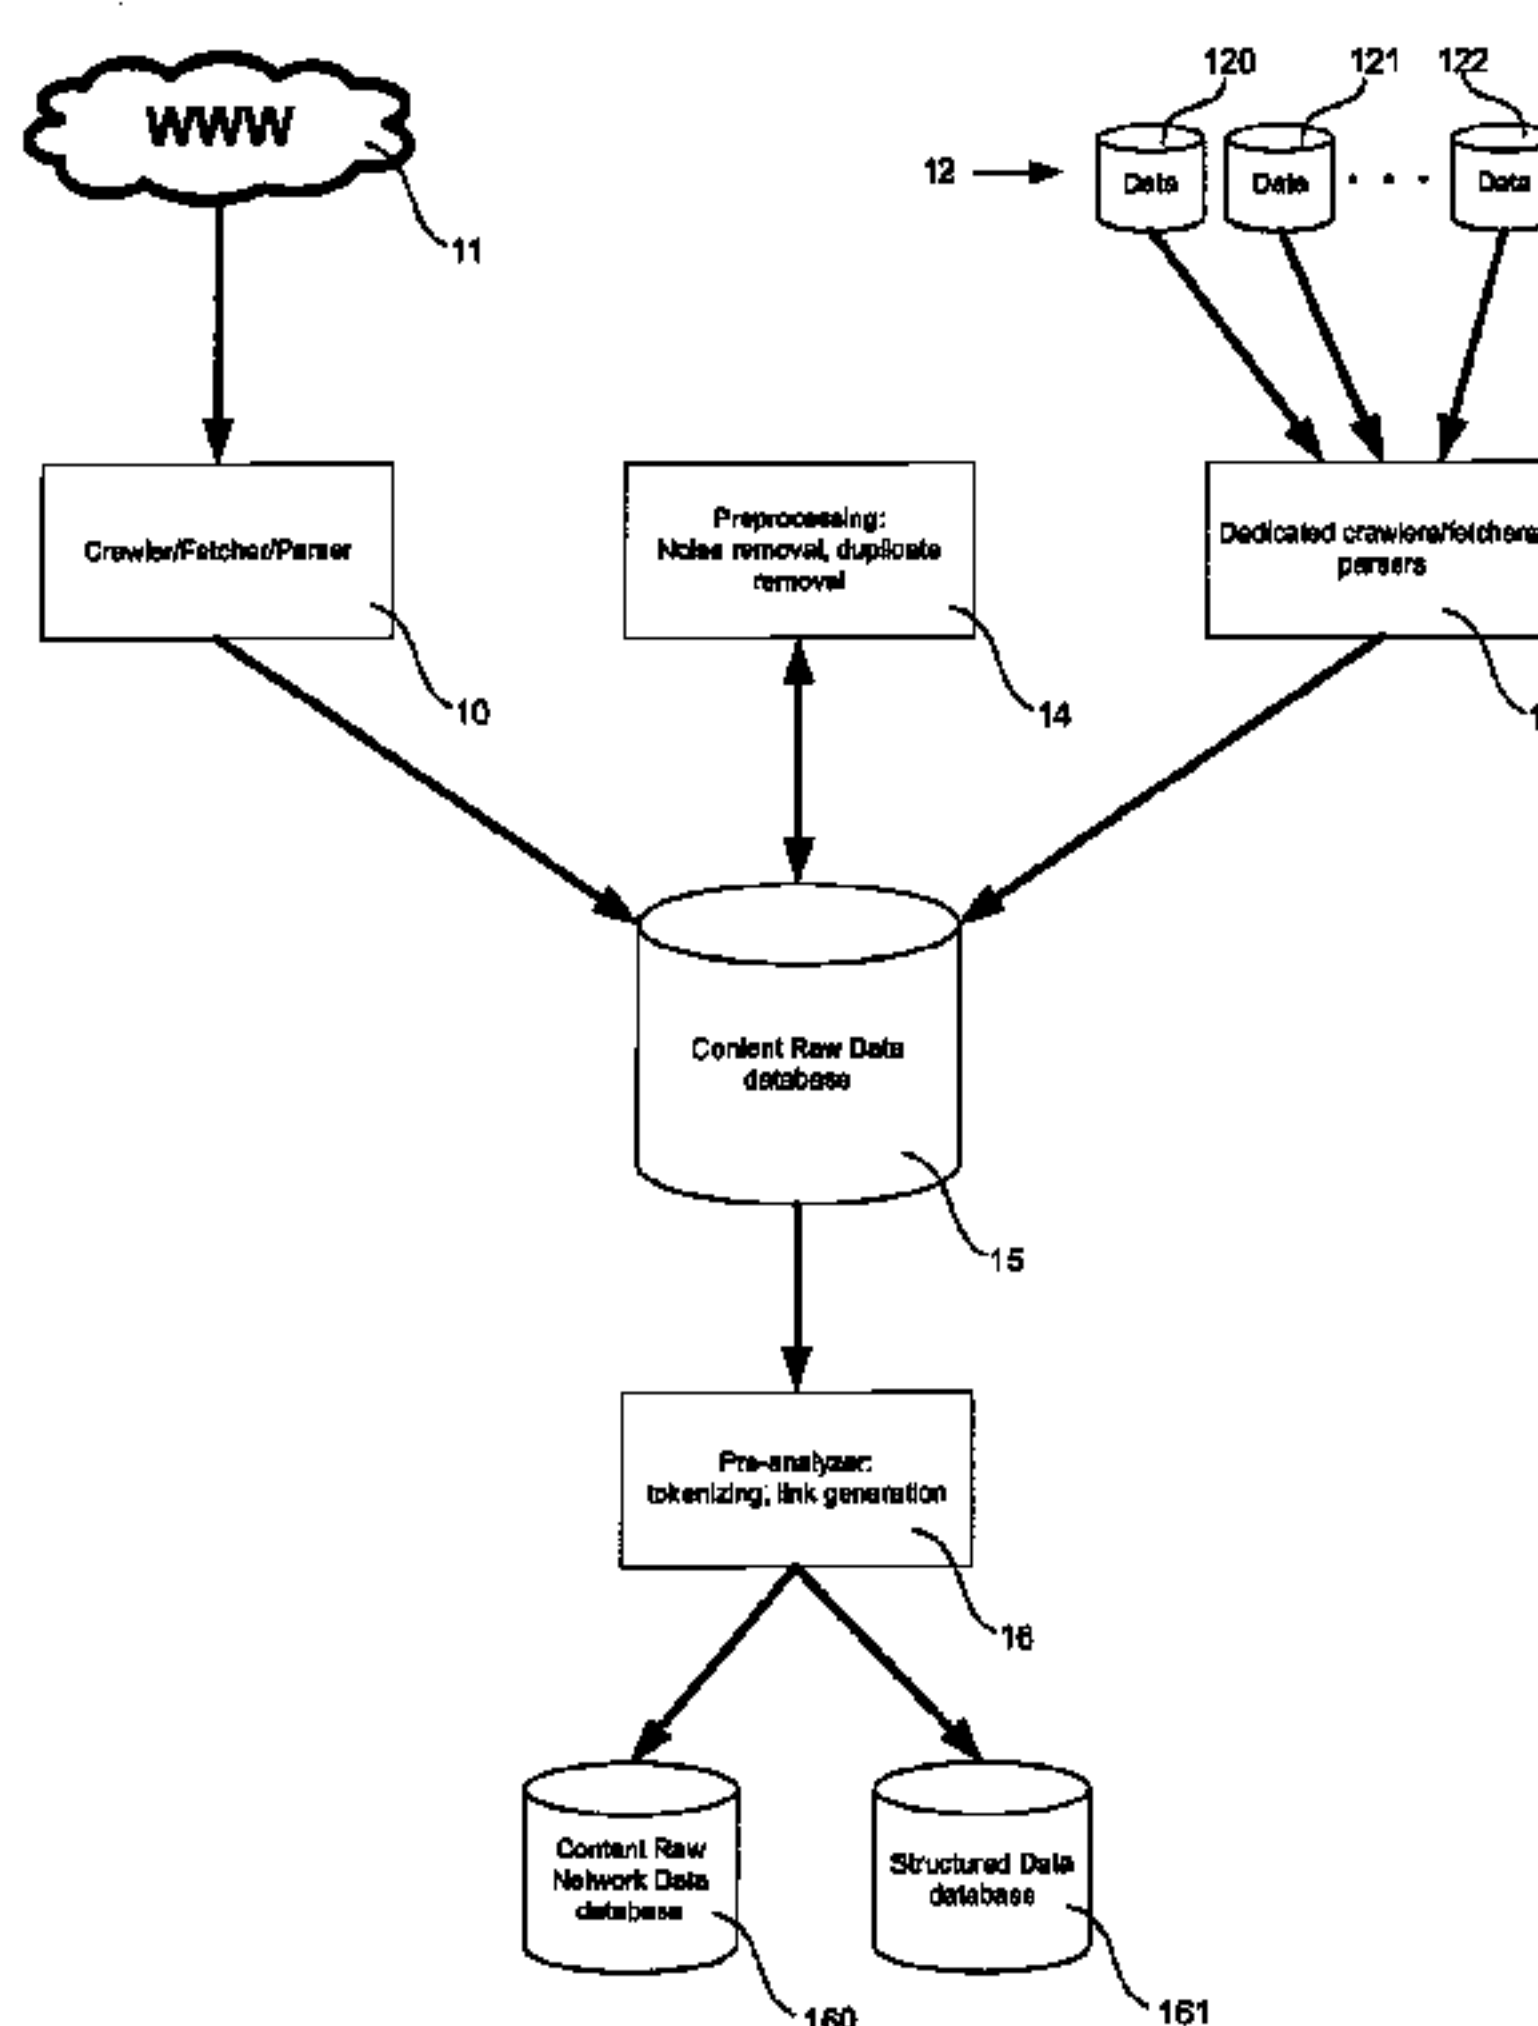 WWW
11
120
121
122
12
Data
Data
Data
Crawler/Fetcher/Parser
10
Preprocessing:
Noise removal, duplicate
removal
14
Dedicated crawlers/fetchers
parsers
Content Raw Data
database
15
Pre-analyzer:
tokenizing; link generation
16
Content Raw
Network Data
database
160
Structured Data
database
161